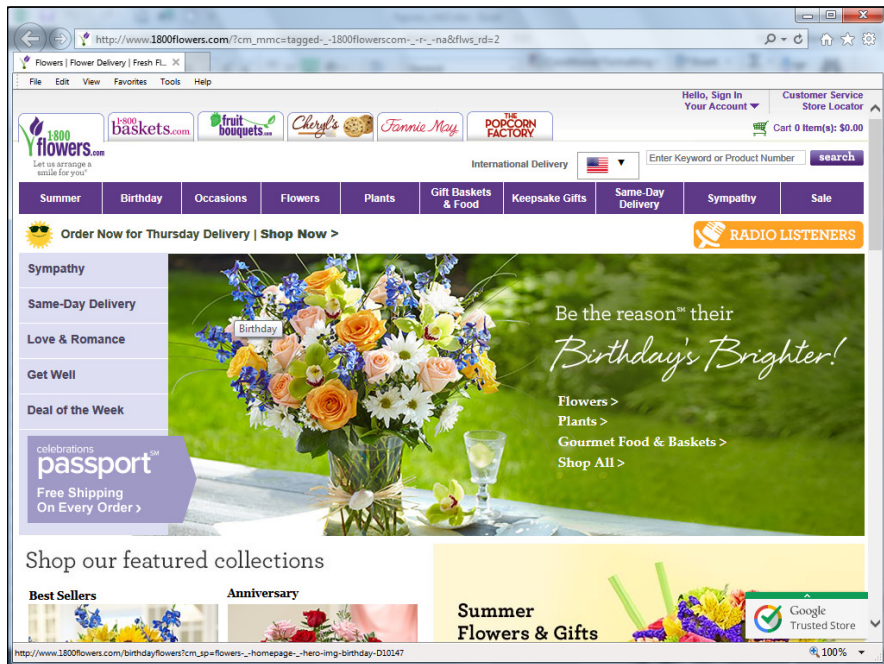 http://www.1800flowers.com/?cm_mmc=tagged-_-1800flowerscom-_-r-_-na&flws_rd=2
Flowers | Flower Delivery | Fresh Fl...
File Edit View Favorites Tools Help
Hello, Sign In
Your Account
Customer Service
Store Locator
1·800
flowers.com
Let us arrange a
smile for you®
1-800
baskets.com
fruit
bouquets.com
Cheryl's
Fannie May
THE
POPCORN
FACTORY
Cart 0 Item(s): $0.00
International Delivery
Enter Keyword or Product Number
search
Summer
Birthday
Occasions
Flowers
Plants
Gift Baskets
& Food
Keepsake Gifts
Same-Day
Delivery
Sympathy
Sale
Order Now for Thursday Delivery | Shop Now >
RADIO LISTENERS
Sympathy
Same-Day Delivery
Love & Romance
Get Well
Deal of the Week
celebrations
passport℠
Free Shipping
On Every Order ›
Birthday
Be the reason℠ their
Birthday's Brighter!
Flowers >
Plants >
Gourmet Food & Baskets >
Shop All >
Shop our featured collections
Best Sellers
Anniversary
Summer
Flowers & Gifts
Google
Trusted Store
http://www.1800flowers.com/birthdayflowers?cm_sp=flowers-_-homepage-_-hero-img-birthday-D10147
100%